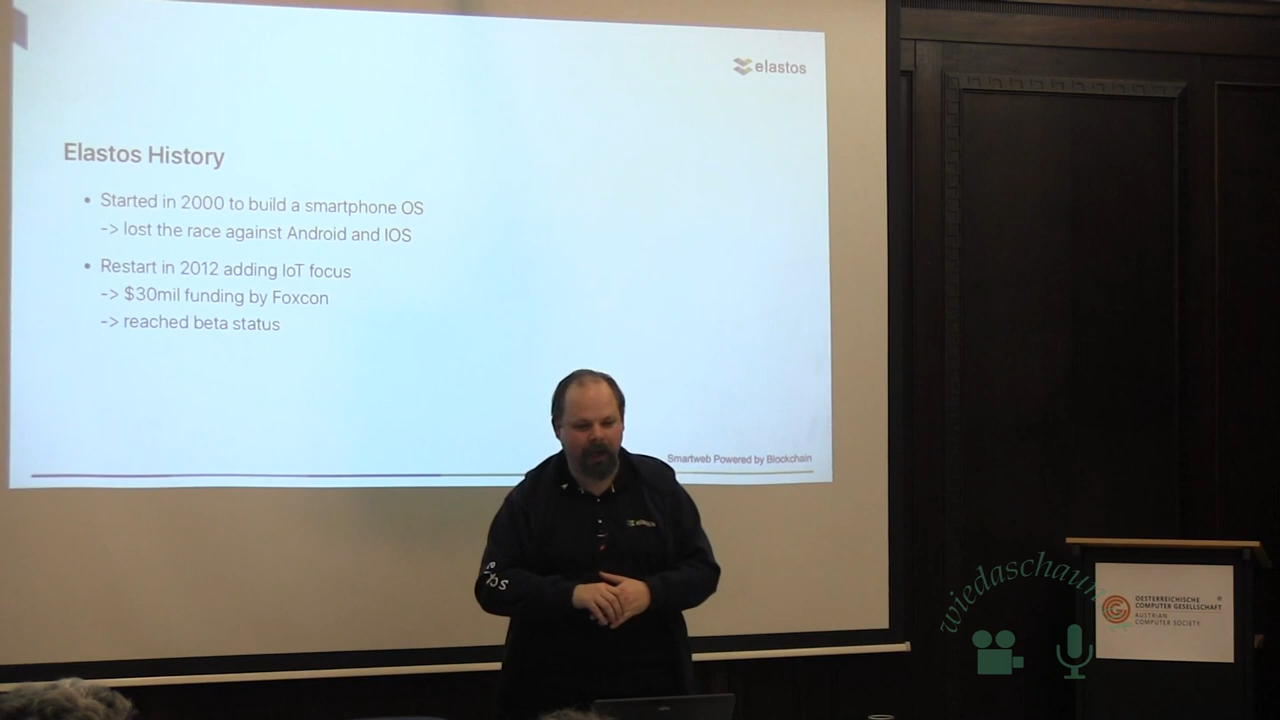 elastos
Elastos History
• Started in 2000 to build a smartphone OS
-> lost the race against Android and IOS
• Restart in 2012 adding IoT focus
-> $30mil funding by Foxcon
-> reached beta status
Smartweb Powered by Blockchain
elastos
wiedaschaun
OESTERREICHISCHE
COMPUTER GESELLSCHAFT
AUSTRIAN
COMPUTER SOCIETY